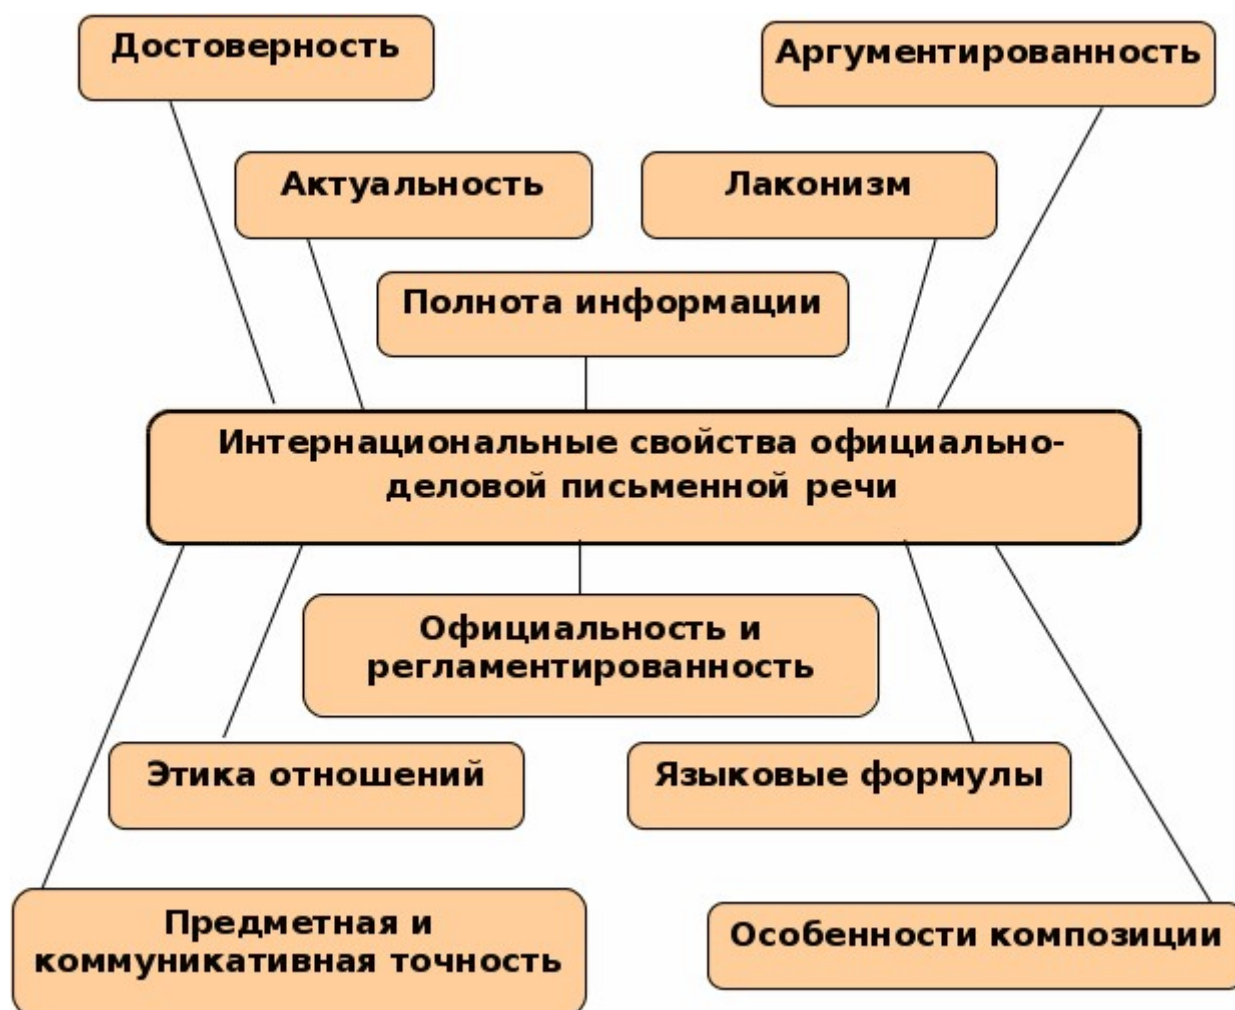 Достоверность
Аргументированность
Актуальность
Лаконизм
Полнота информации
Интернациональные свойства официально-
деловой письменной речи
Официальность и
регламентированность
Этика отношений
Языковые формулы
Предметная и
коммуникативная точность
Особенности композиции